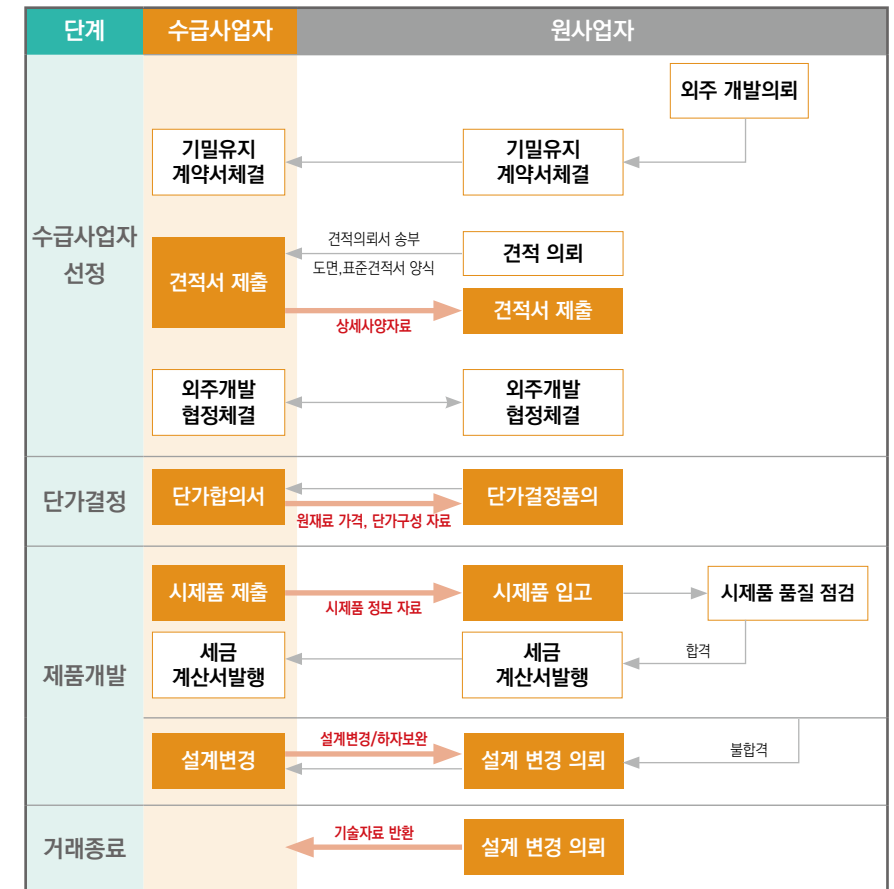 단계
수급사업자
원사업자
외주 개발의뢰
기밀유지
계약서체결
기밀유지
계약서체결
수급사업자
선정
견적서 제출
견적의뢰서 송부
도면,표준견적서 양식
견적 의뢰
상세사양자료
견적서 제출
외주개발
협정체결
외주개발
협정체결
단가결정
단가합의서
원재료 가격, 단가구성 자료
단가결정품의
제품개발
시제품 제출
시제품 정보 자료
시제품 입고
시제품 품질 점검
세금
계산서발행
세금
계산서발행
합격
설계변경
설계변경/하자보완
설계 변경 의뢰
불합격
거래종료
기술자료 반환
설계 변경 의뢰